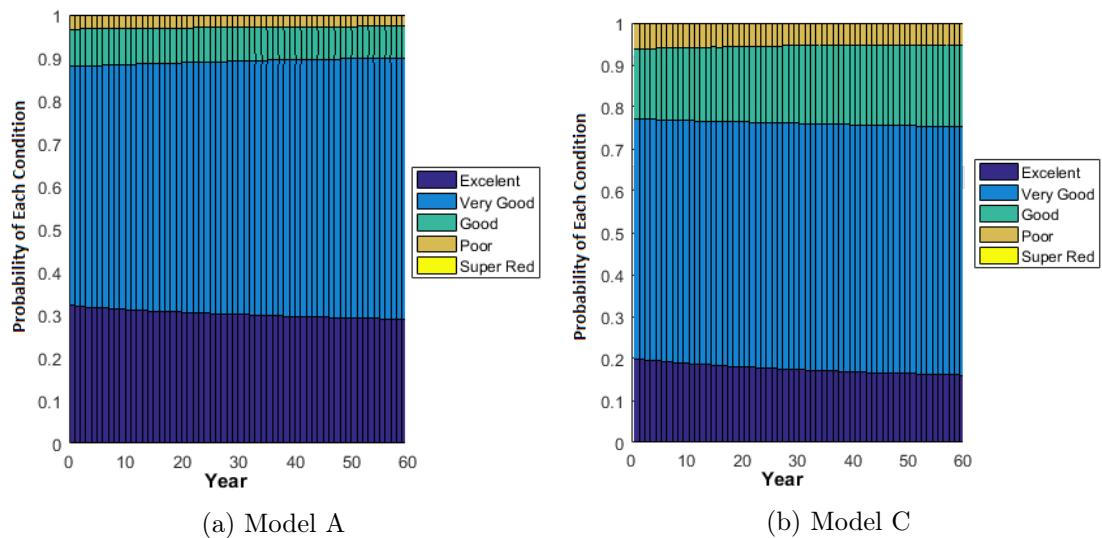 Probability of Each Condition
1
0.9
0.8
0.7
0.6
0.5
0.4
0.3
0.2
0.1
0
0 10 20 30 40 50 60
Year
Excelent
Very Good
Good
Poor
Super Red
(a) Model A
Probability of Each Condition
1
0.9
0.8
0.7
0.6
0.5
0.4
0.3
0.2
0.1
0
0 10 20 30 40 50 60
Year
Excelent
Very Good
Good
Poor
Super Red
(b) Model C